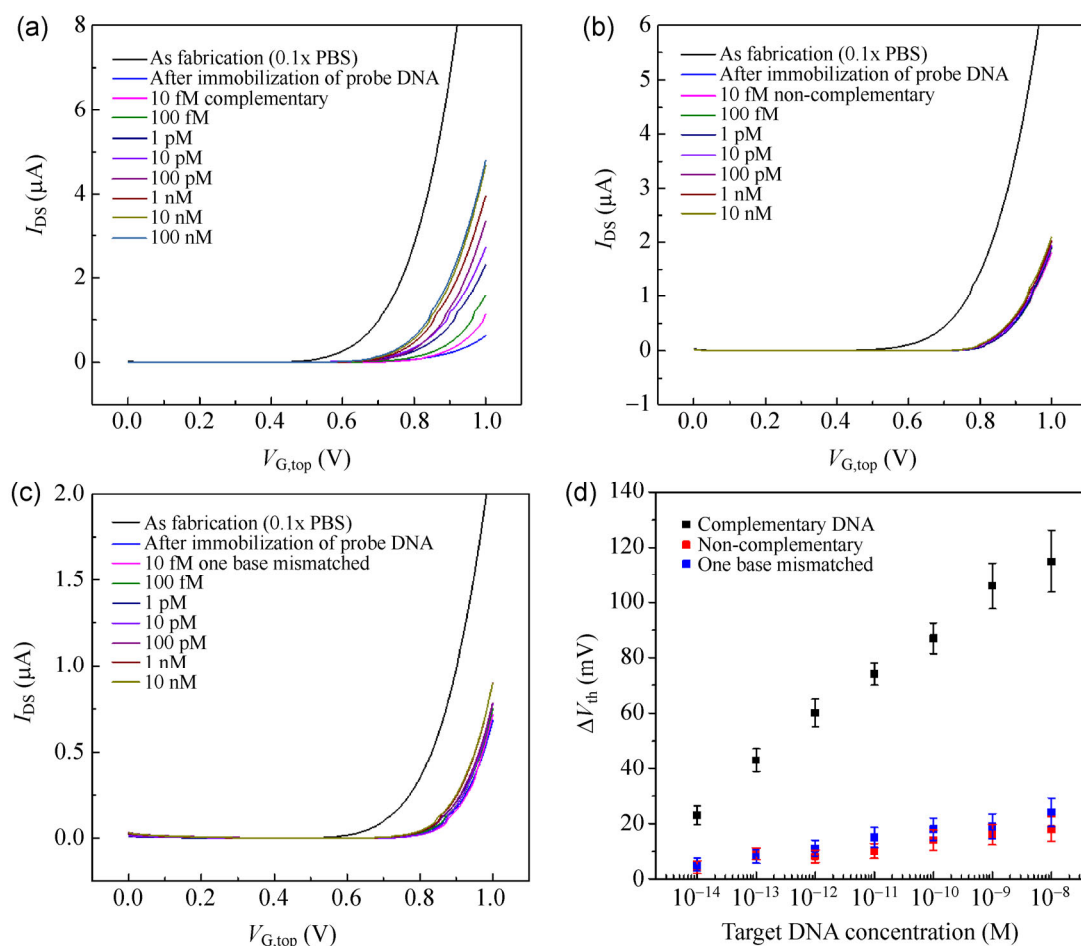 (a)
As fabrication (0.1x PBS)
After immobilization of probe DNA
10 fM complementary
100 fM
1 pM
10 pM
100 pM
1 nM
10 nM
100 nM
8
6
4
2
0
I_DS (μA)
0.0 0.2 0.4 0.6 0.8 1.0
V_G,top (V)
(b)
As fabrication (0.1x PBS)
After immobilization of probe DNA
10 fM non-complementary
100 fM
1 pM
10 pM
100 pM
1 nM
10 nM
6
5
4
3
2
1
0
−1
I_DS (μA)
0.0 0.2 0.4 0.6 0.8 1.0
V_G,top (V)
(c)
As fabrication (0.1x PBS)
After immobilization of probe DNA
10 fM one base mismatched
100 fM
1 pM
10 pM
100 pM
1 nM
10 nM
2.0
1.5
1.0
0.5
0.0
I_DS (μA)
0.0 0.2 0.4 0.6 0.8 1.0
V_G,top (V)
(d)
Complementary DNA
Non-complementary
One base mismatched
140
120
100
80
60
40
20
0
ΔV_th (mV)
10⁻¹⁴ 10⁻¹³ 10⁻¹² 10⁻¹¹ 10⁻¹⁰ 10⁻⁹ 10⁻⁸
Target DNA concentration (M)